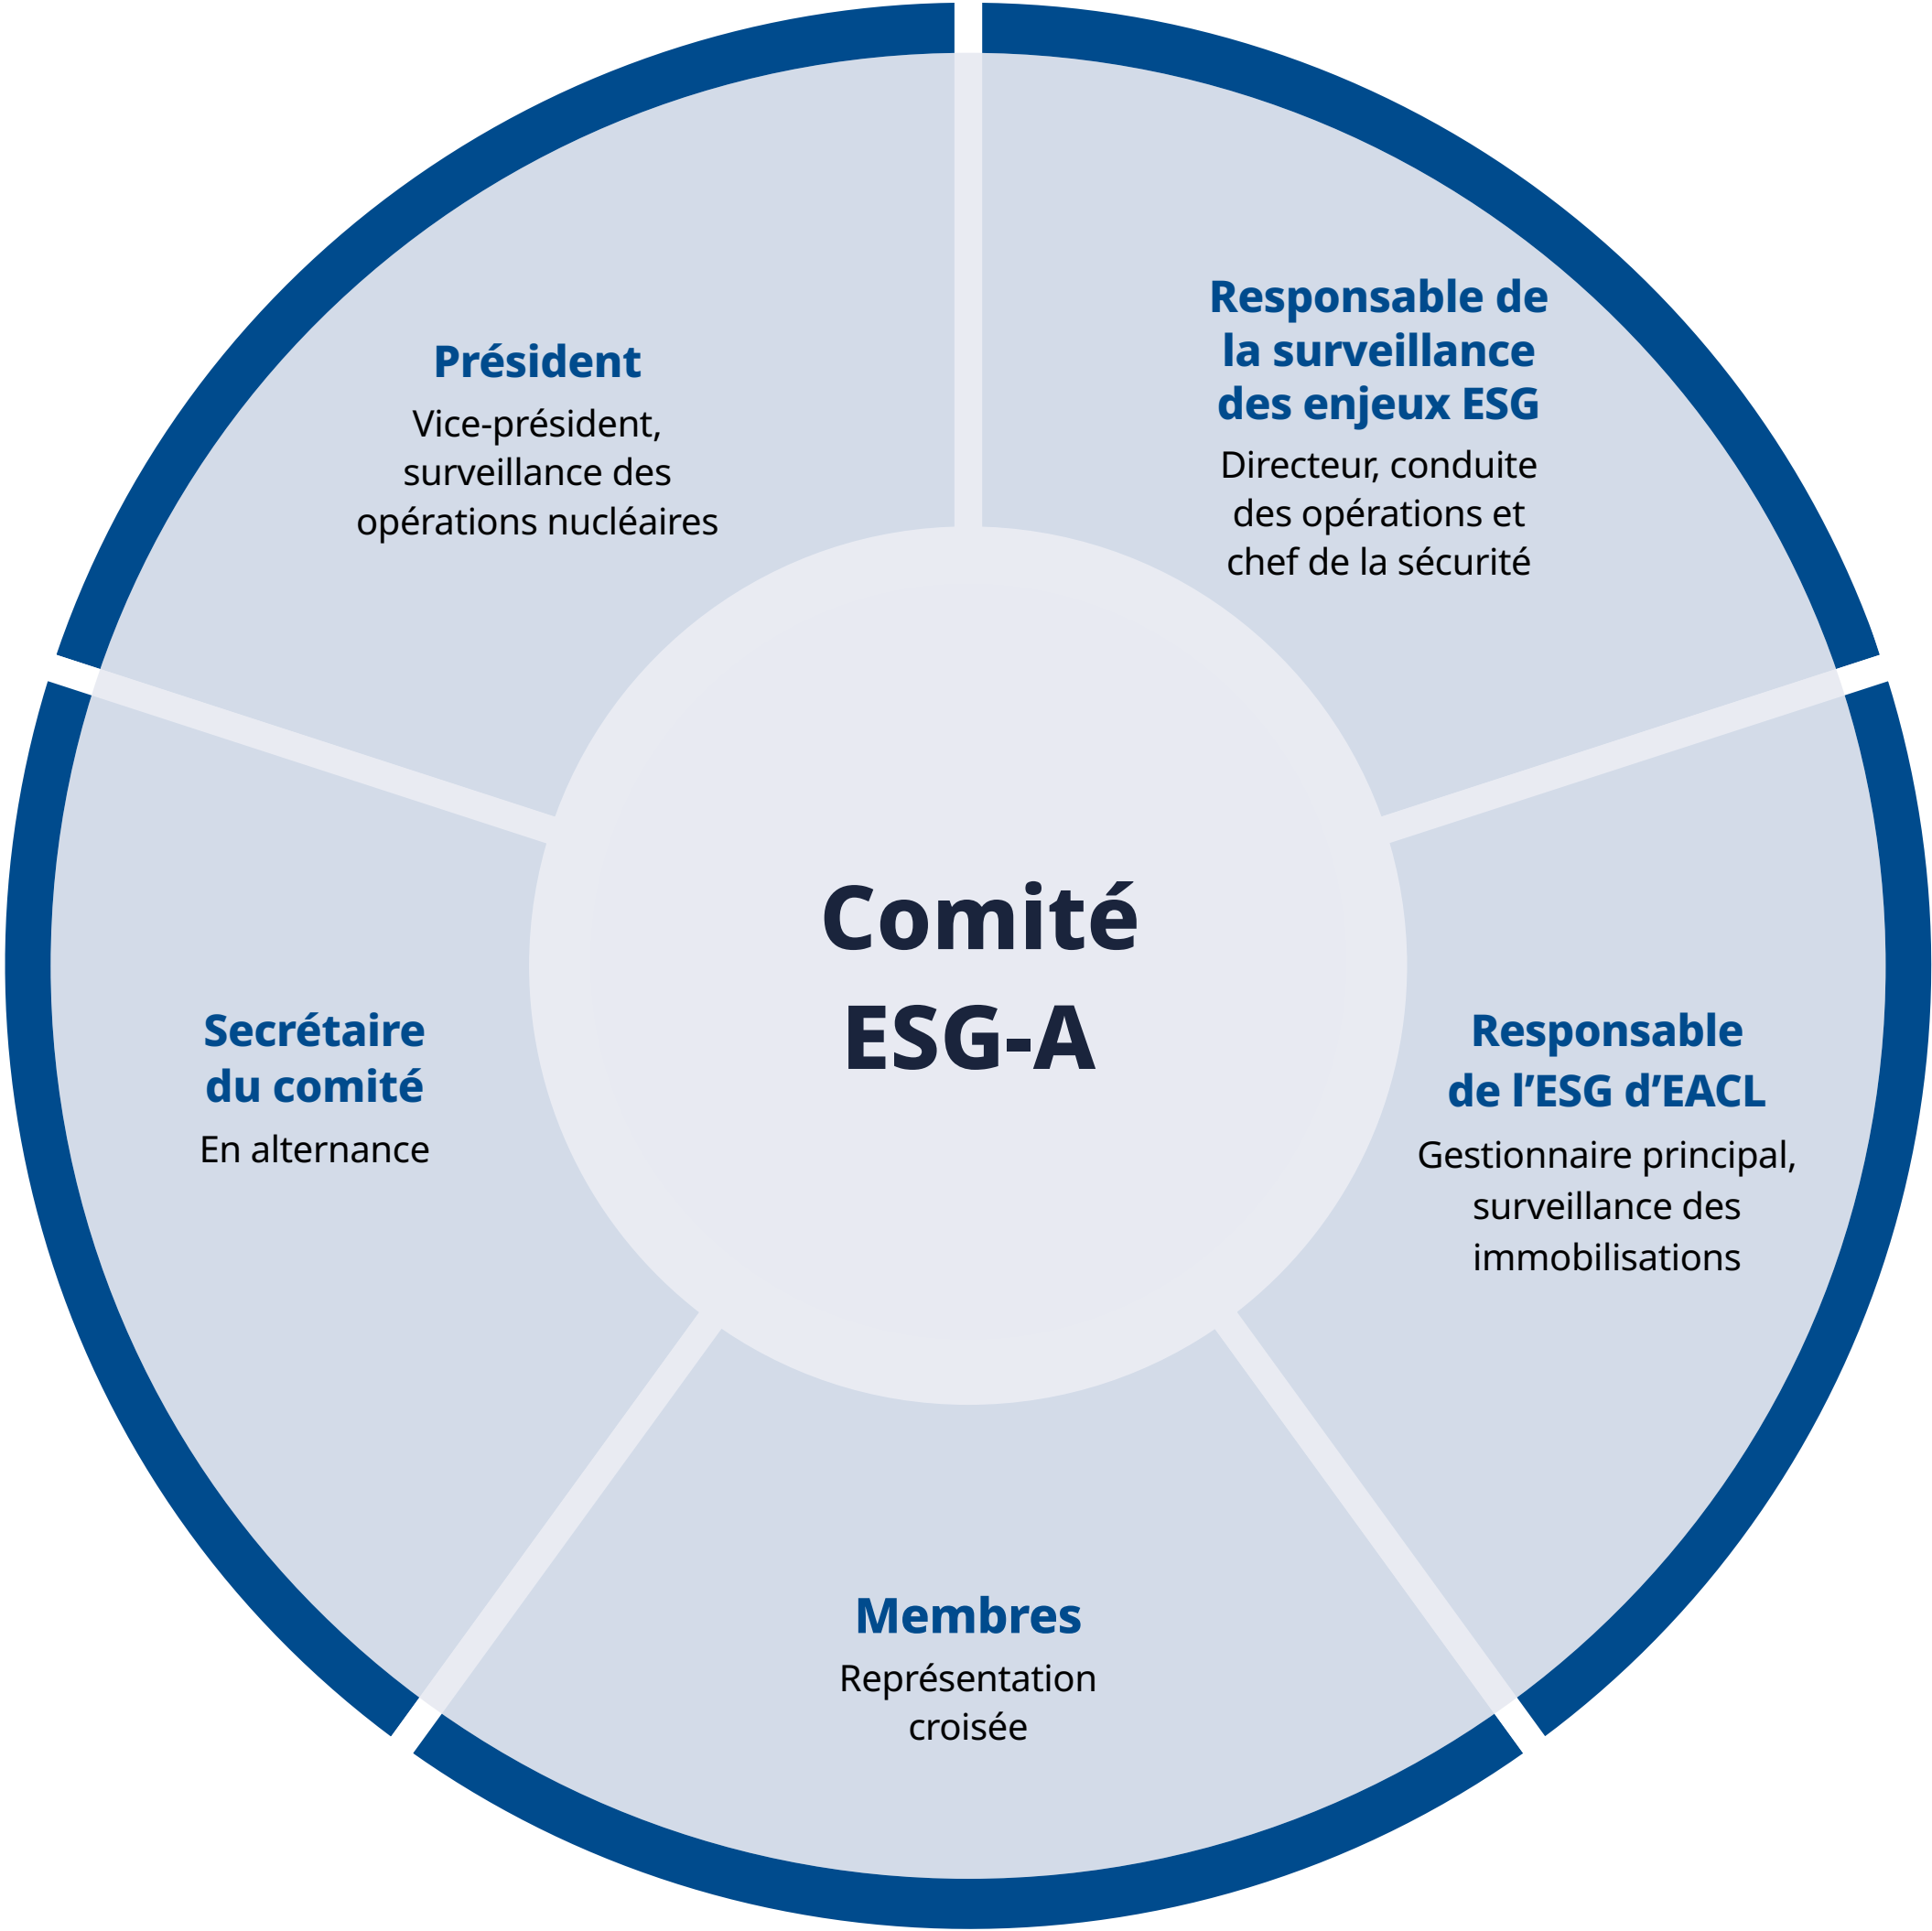 Président
Vice-président,
surveillance des
opérations nucléaires
Responsable de
la surveillance
des enjeux ESG
Directeur, conduite
des opérations et
chef de la sécurité
Comité
ESG-A
Secrétaire
du comité
En alternance
Responsable
de l’ESG d’EACL
Gestionnaire principal,
surveillance des
immobilisations
Membres
Représentation
croisée